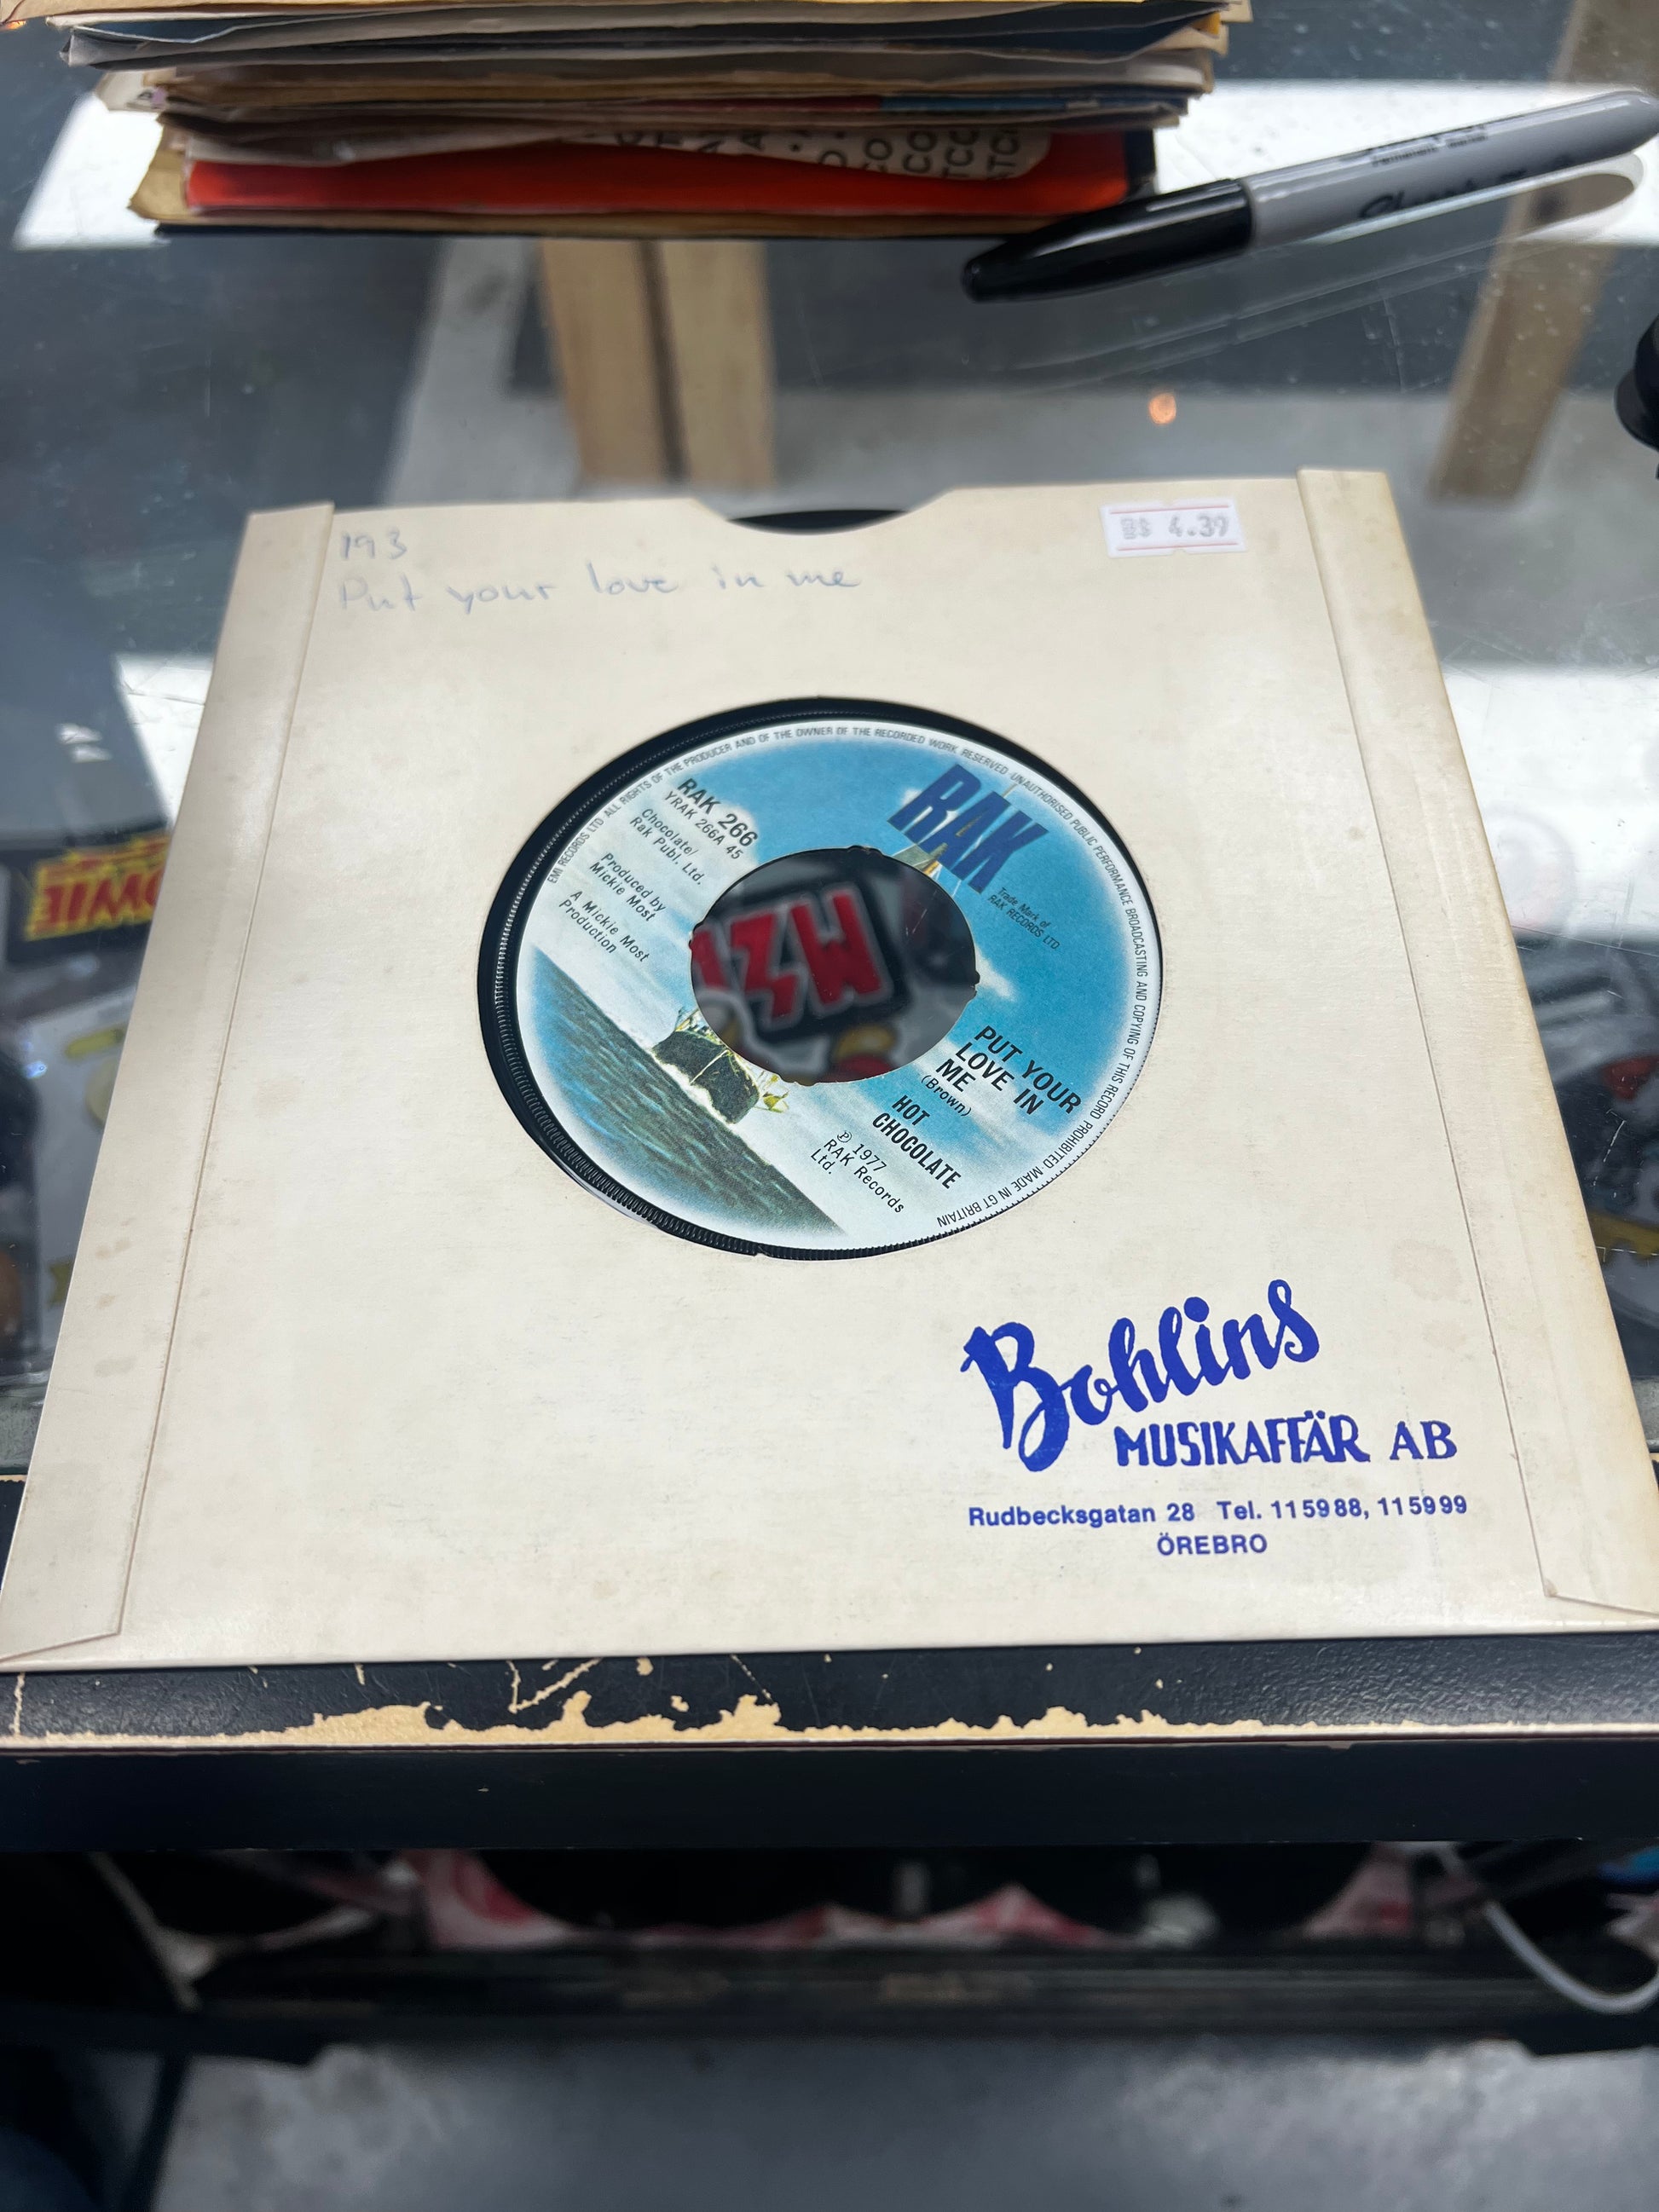 193
Put your love in me
4.39
EMI RECORDS LTD ALL RIGHTS OF THE PRODUCER AND OF THE OWNER OF THE RECORDED WORK RESERVED · UNAUTHORISED PUBLIC PERFORMANCE BROADCASTING AND COPYING OF THIS RECORD PROHIBITED MADE IN GT BRITAIN
RAK
Trade Mark of
RAK RECORDS LTD.
RAK 266
YRAK 266A 45
Chocolate/
Rak Publ. Ltd.
Produced by
Mickie Most
A Mickie Most
Production
PUT YOUR
LOVE IN
ME
(Brown)
HOT
CHOCOLATE
℗ 1977
RAK Records
Ltd.
Bohlins
MUSIKAFFÄR AB
Rudbecksgatan 28 Tel. 115988, 115999
ÖREBRO